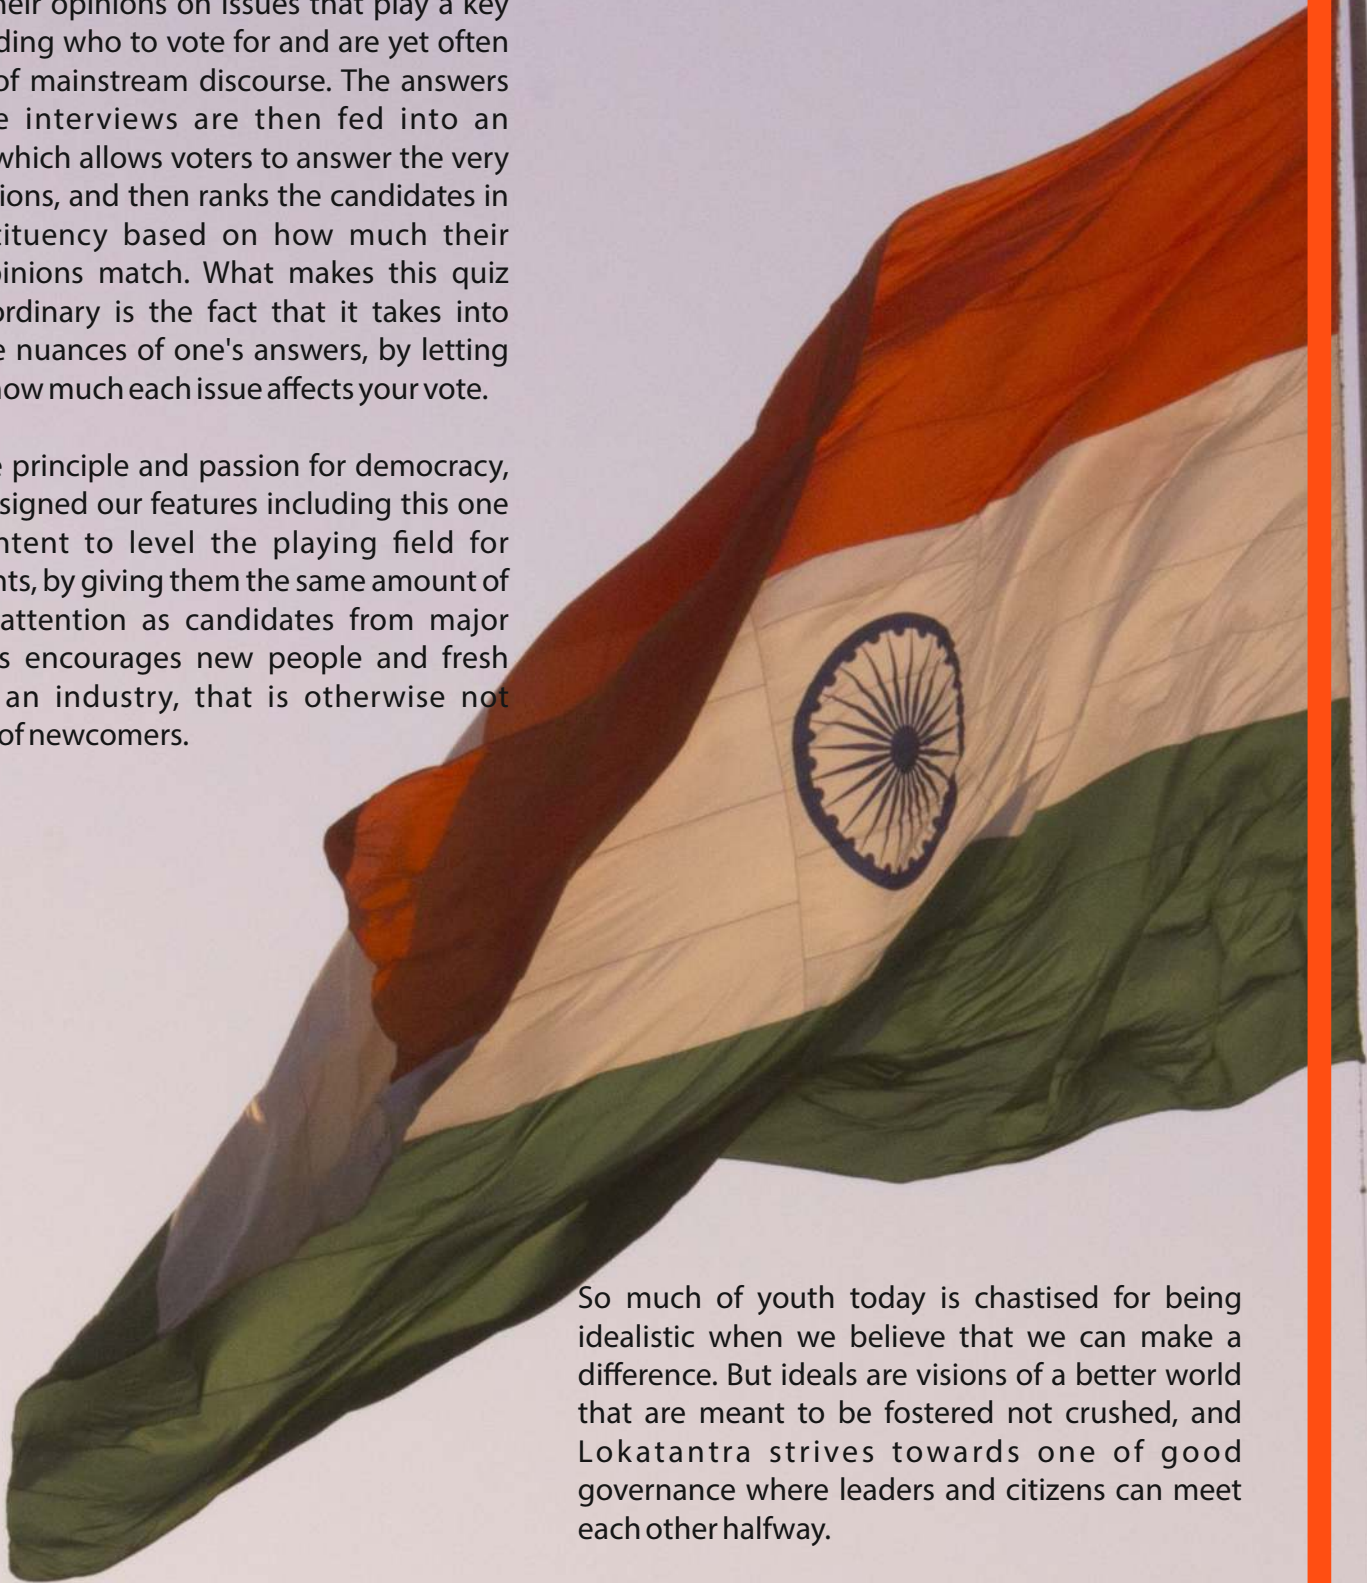 heir opinions on issues that play a key
ding who to vote for and are yet often
of mainstream discourse. The answers
e interviews are then fed into an
which allows voters to answer the very
ions, and then ranks the candidates in
tituency based on how much their
pinions match. What makes this quiz
ordinary is the fact that it takes into
e nuances of one's answers, by letting
how much each issue affects your vote.
e principle and passion for democracy,
signed our features including this one
ntent to level the playing field for
nts, by giving them the same amount of
attention as candidates from major
s encourages new people and fresh
an industry, that is otherwise not
of newcomers.
So much of youth today is chastised for being
idealistic when we believe that we can make a
difference. But ideals are visions of a better world
that are meant to be fostered not crushed, and
Lokatantra strives towards one of good
governance where leaders and citizens can meet
each other halfway.